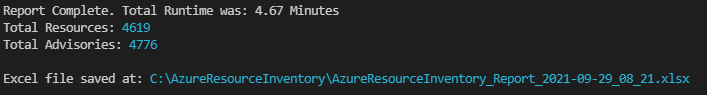 Report Complete. Total Runtime was: 4.67 Minutes
Total Resources: 4619
Total Advisories: 4776
Excel file saved at: C:\AzureResourceInventory\AzureResourceInventory_Report_2021-09-29_08_21.xlsx